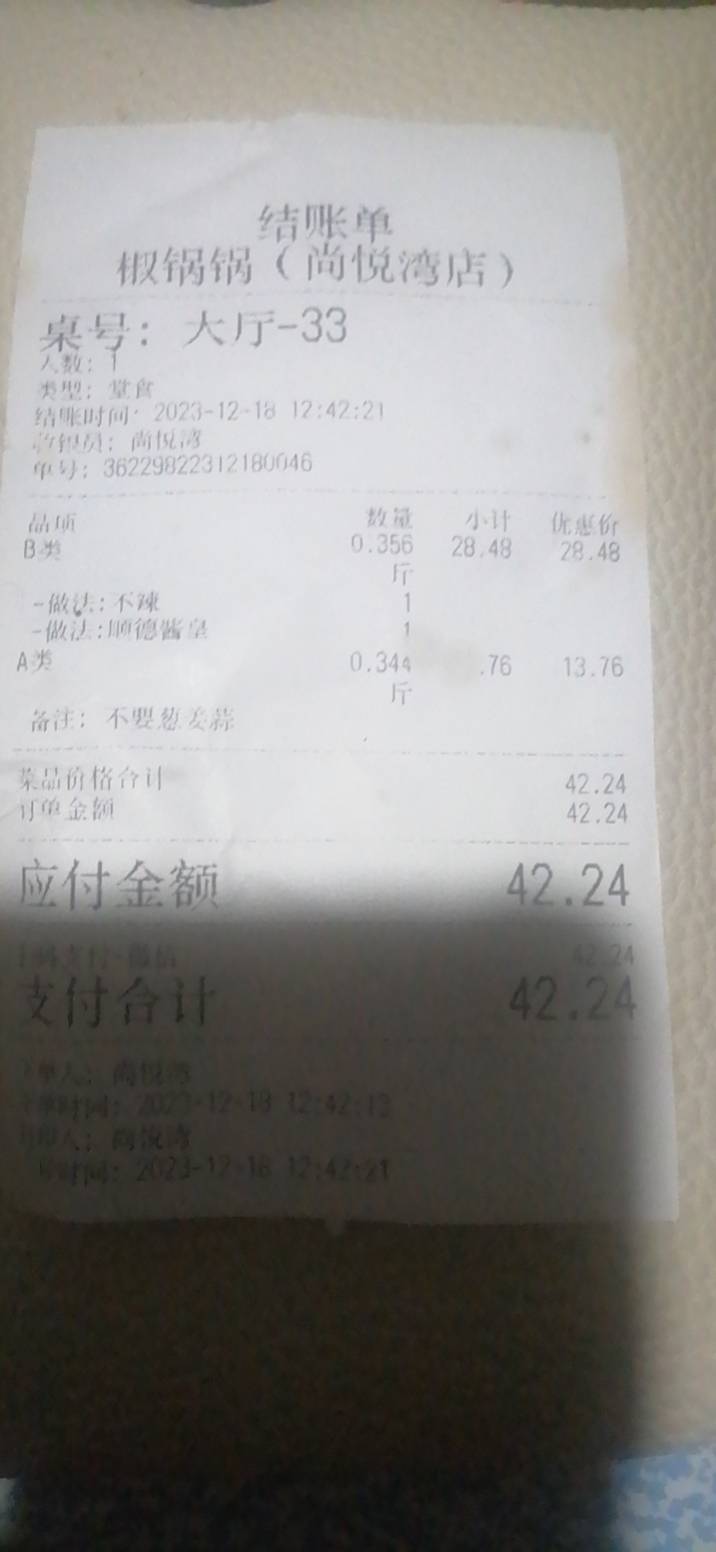 结账单
椒锅锅（尚悦湾店）
桌号：大厅-33
人数：1
类型：堂食
结账时间：2023-12-18 12:42:21
收银员：尚悦湾
单号：36229822312180046
品项 数量 小计 优惠价
B类 0.356 28.48 28.48
斤
-做法：不辣 1
-做法：顺德酱皇 1
A类 0.344 .76 13.76
斤
备注：不要葱姜蒜
菜品价格合计 42.24
订单金额 42.24
应付金额 42.24
支付-微信 42.24
支付合计 42.24
单人：尚悦湾
单时间：2023-12-18 12:42:13
印人：尚悦湾
时间：2023-12-18 12:42:21